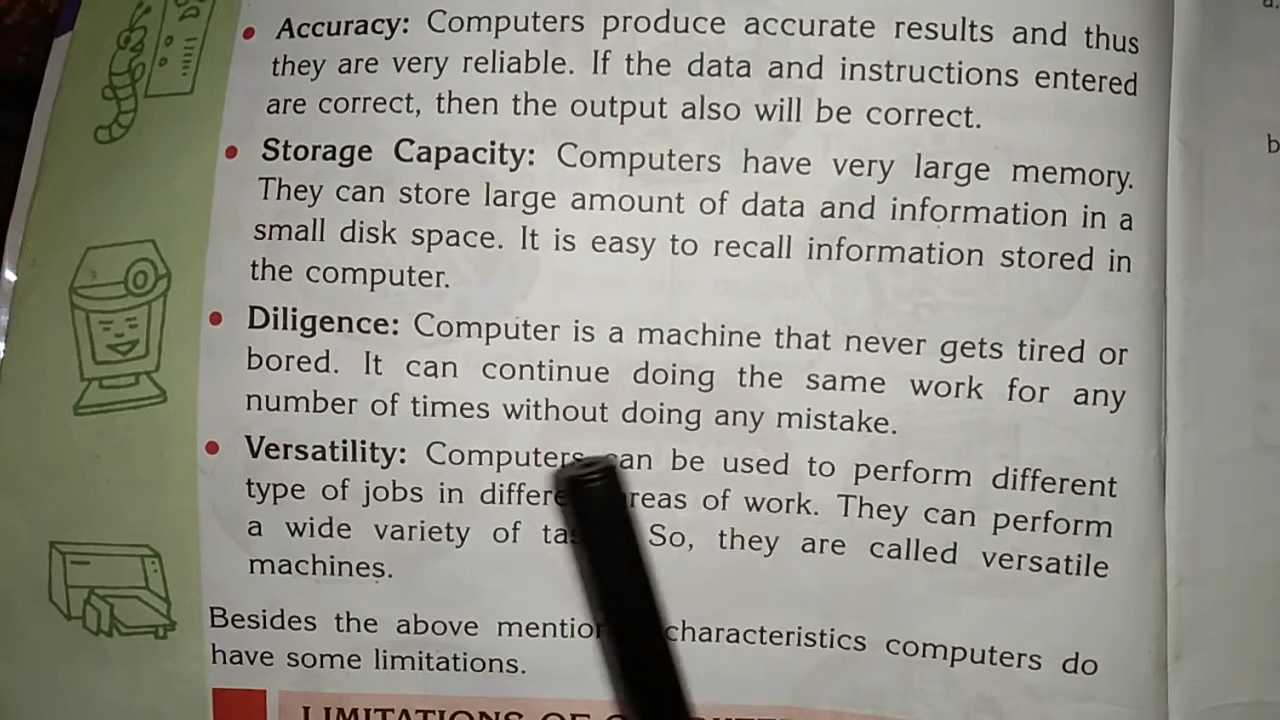 • Accuracy: Computers produce accurate results and thus
they are very reliable. If the data and instructions entered
are correct, then the output also will be correct.
• Storage Capacity: Computers have very large memory.
They can store large amount of data and information in a
small disk space. It is easy to recall information stored in
the computer.
• Diligence: Computer is a machine that never gets tired or
bored. It can continue doing the same work for any
number of times without doing any mistake.
• Versatility: Computers can be used to perform different
type of jobs in areas of work. They can perform
a wide variety of So, they are called versatile
machines.
Besides the above characteristics computers do
have some limitations.
LIMITATIONS OF
b